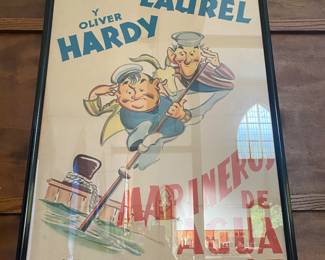 LAUREL
Y
OLIVER
HARDY
MARINEROS
DE
AGUA